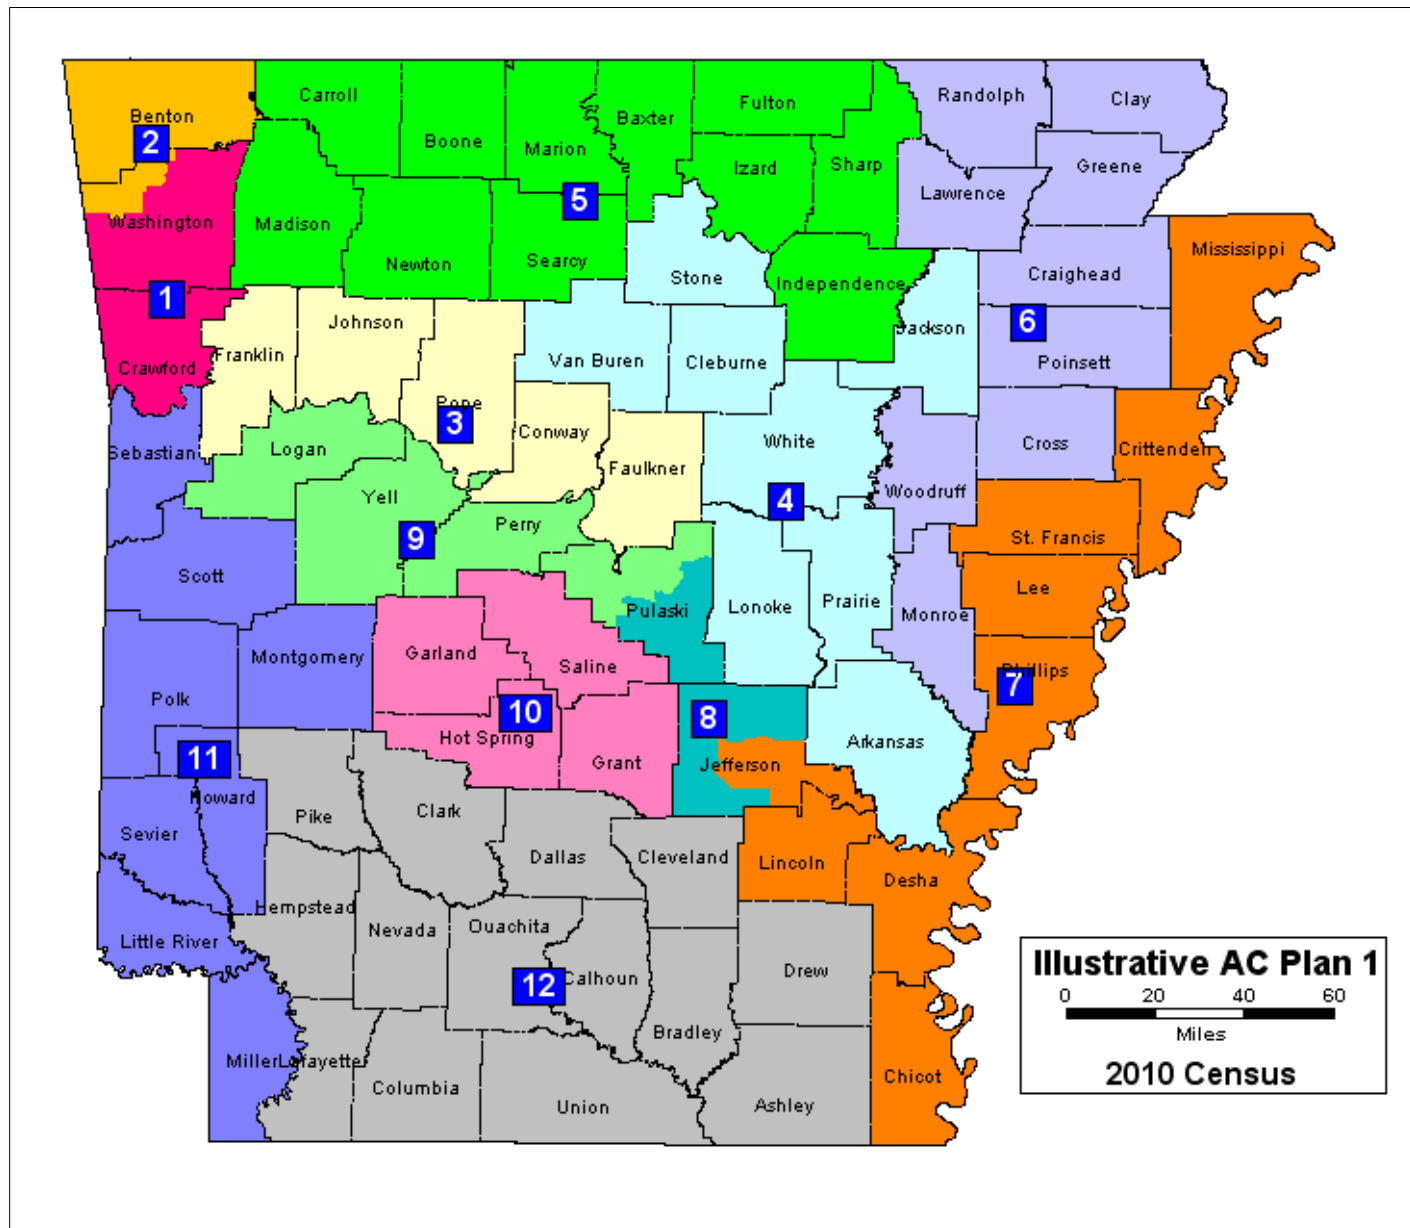 Randolph
Clay
Carroll
Fulton
Benton
Baxter
2
Boone
Marion
Izard
Sharp
Greene
Lawrence
5
Washington
Madison
Mississippi
Newton
Searcy
Stone
Independence
Craighead
1
Johnson
Jackson
6
Franklin
Van Buren
Cleburne
Poinsett
Crawford
Pope
3
Conway
White
Cross
Crittenden
Sebastian
Logan
Faulkner
Yell
4
Woodruff
Perry
9
St. Francis
Scott
Lee
Pulaski
Lonoke
Prairie
Monroe
Montgomery
Garland
Saline
Phillips
7
Polk
10
8
Hot Spring
Arkansas
11
Grant
Jefferson
Howard
Pike
Clark
Sevier
Dallas
Cleveland
Lincoln
Desha
Hempstead
Nevada
Ouachita
Little River
Drew
Calhoun
12
Bradley
Miller
Lafayette
Columbia
Union
Ashley
Chicot
Illustrative AC Plan 1
0 20 40 60
Miles
2010 Census